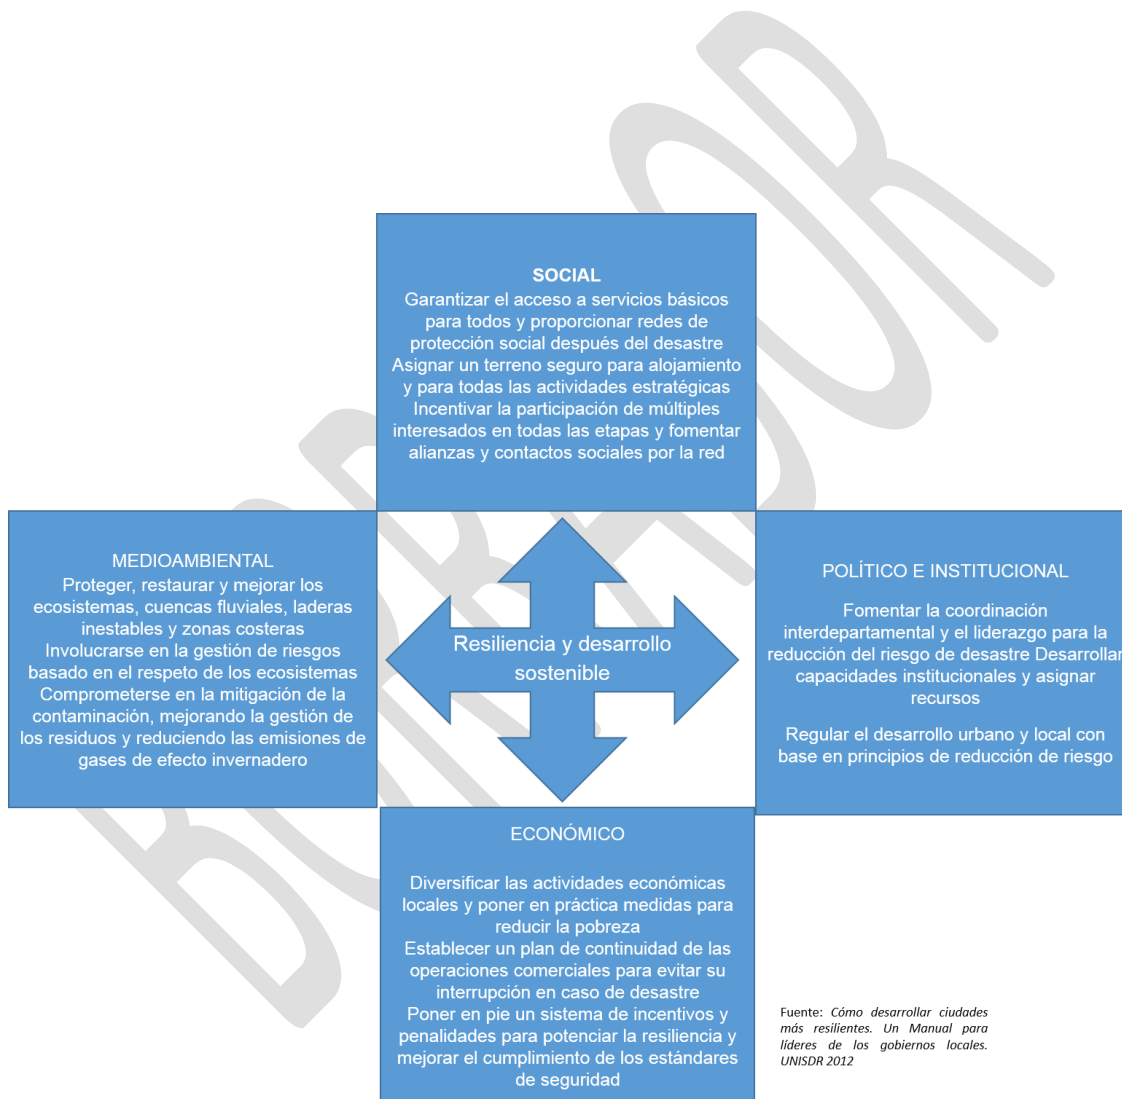 SOCIAL
Garantizar el acceso a servicios básicos
para todos y proporcionar redes de
protección social después del desastre
Asignar un terreno seguro para alojamiento
y para todas las actividades estratégicas
Incentivar la participación de múltiples
interesados en todas las etapas y fomentar
alianzas y contactos sociales por la red
MEDIOAMBIENTAL
Proteger, restaurar y mejorar los
ecosistemas, cuencas fluviales, laderas
inestables y zonas costeras
Involucrarse en la gestión de riesgos
basado en el respeto de los ecosistemas
Comprometerse en la mitigación de la
contaminación, mejorando la gestión de
los residuos y reduciendo las emisiones de
gases de efecto invernadero
Resiliencia y desarrollo
sostenible
POLÍTICO E INSTITUCIONAL
Fomentar la coordinación
interdepartamental y el liderazgo para la
reducción del riesgo de desastre Desarrollar
capacidades institucionales y asignar
recursos
Regular el desarrollo urbano y local con
base en principios de reducción de riesgo
ECONÓMICO
Diversificar las actividades económicas
locales y poner en práctica medidas para
reducir la pobreza
Establecer un plan de continuidad de las
operaciones comerciales para evitar su
interrupción en caso de desastre
Poner en pie un sistema de incentivos y
penalidades para potenciar la resiliencia y
mejorar el cumplimiento de los estándares
de seguridad
Fuente: Cómo desarrollar ciudades
más resilientes. Un Manual para
líderes de los gobiernos locales.
UNISDR 2012
BORRADOR